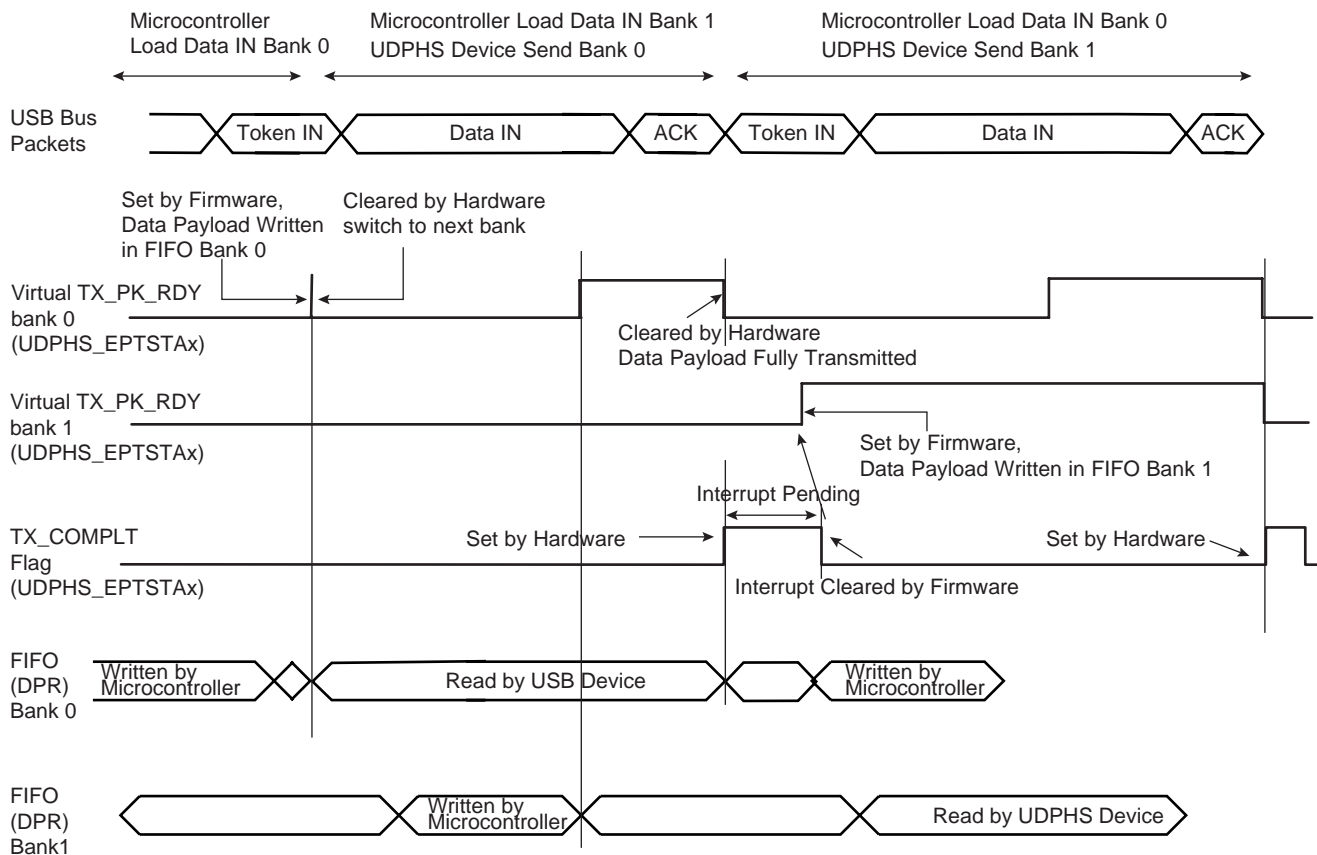 Microcontroller
Load Data IN Bank 0
Microcontroller Load Data IN Bank 1
UDPHS Device Send Bank 0
Microcontroller Load Data IN Bank 0
UDPHS Device Send Bank 1
USB Bus
Packets
Token IN
Data IN
ACK
Token IN
Data IN
ACK
Set by Firmware,
Data Payload Written
in FIFO Bank 0
Cleared by Hardware
switch to next bank
Virtual TX_PK_RDY
bank 0
(UDPHS_EPTSTAx)
Cleared by Hardware
Data Payload Fully Transmitted
Virtual TX_PK_RDY
bank 1
(UDPHS_EPTSTAx)
Set by Firmware,
Data Payload Written in FIFO Bank 1
Interrupt Pending
TX_COMPLT
Flag
(UDPHS_EPTSTAx)
Set by Hardware
Set by Hardware
Interrupt Cleared by Firmware
FIFO
(DPR)
Bank 0
Written by
Microcontroller
Read by USB Device
Written by
Microcontroller
FIFO
(DPR)
Bank1
Written by
Microcontroller
Read by UDPHS Device